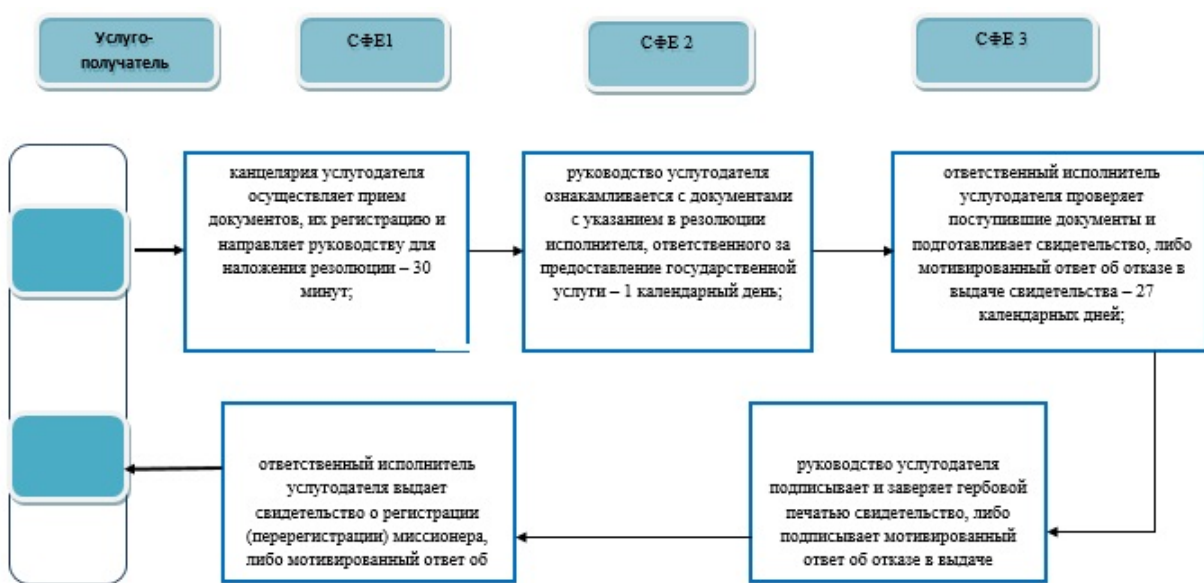 Услуго-
получатель
СФЕ1
СФЕ 2
СФЕ 3
канцелярия услугодателя
осуществляет прием
документов, их регистрацию и
направляет руководству для
наложения резолюции – 30
минут;
руководство услугодателя
ознакамливается с документами
с указанием в резолюции
исполнителя, ответственного за
предоставление государственной
услуги – 1 календарный день;
ответственный исполнитель
услугодателя проверяет
поступившие документы и
подготавливает свидетельство, либо
мотивированный ответ об отказе в
выдаче свидетельства – 27
календарных дней;
ответственный исполнитель
услугодателя выдает
свидетельство о регистрации
(перерегистрации) миссионера,
либо мотивированный ответ об
руководство услугодателя
подписывает и заверяет гербовой
печатью свидетельство, либо
подписывает мотивированный
ответ об отказе в выдаче